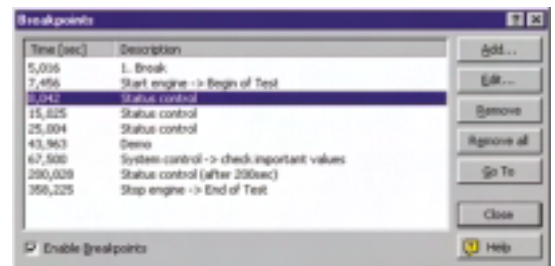 Breakpoints
Time [sec] Description
5,016 1. Break
7,456 Start engine -> Begin of Test
8,042 Status control
15,825 Status control
25,004 Status control
43,963 Demo
67,500 System control -> check important values
200,028 Status control (after 200sec)
358,225 Stop engine -> End of Test
Enable Breakpoints
Add...
Edit...
Remove
Remove all
Go To
Close
Help